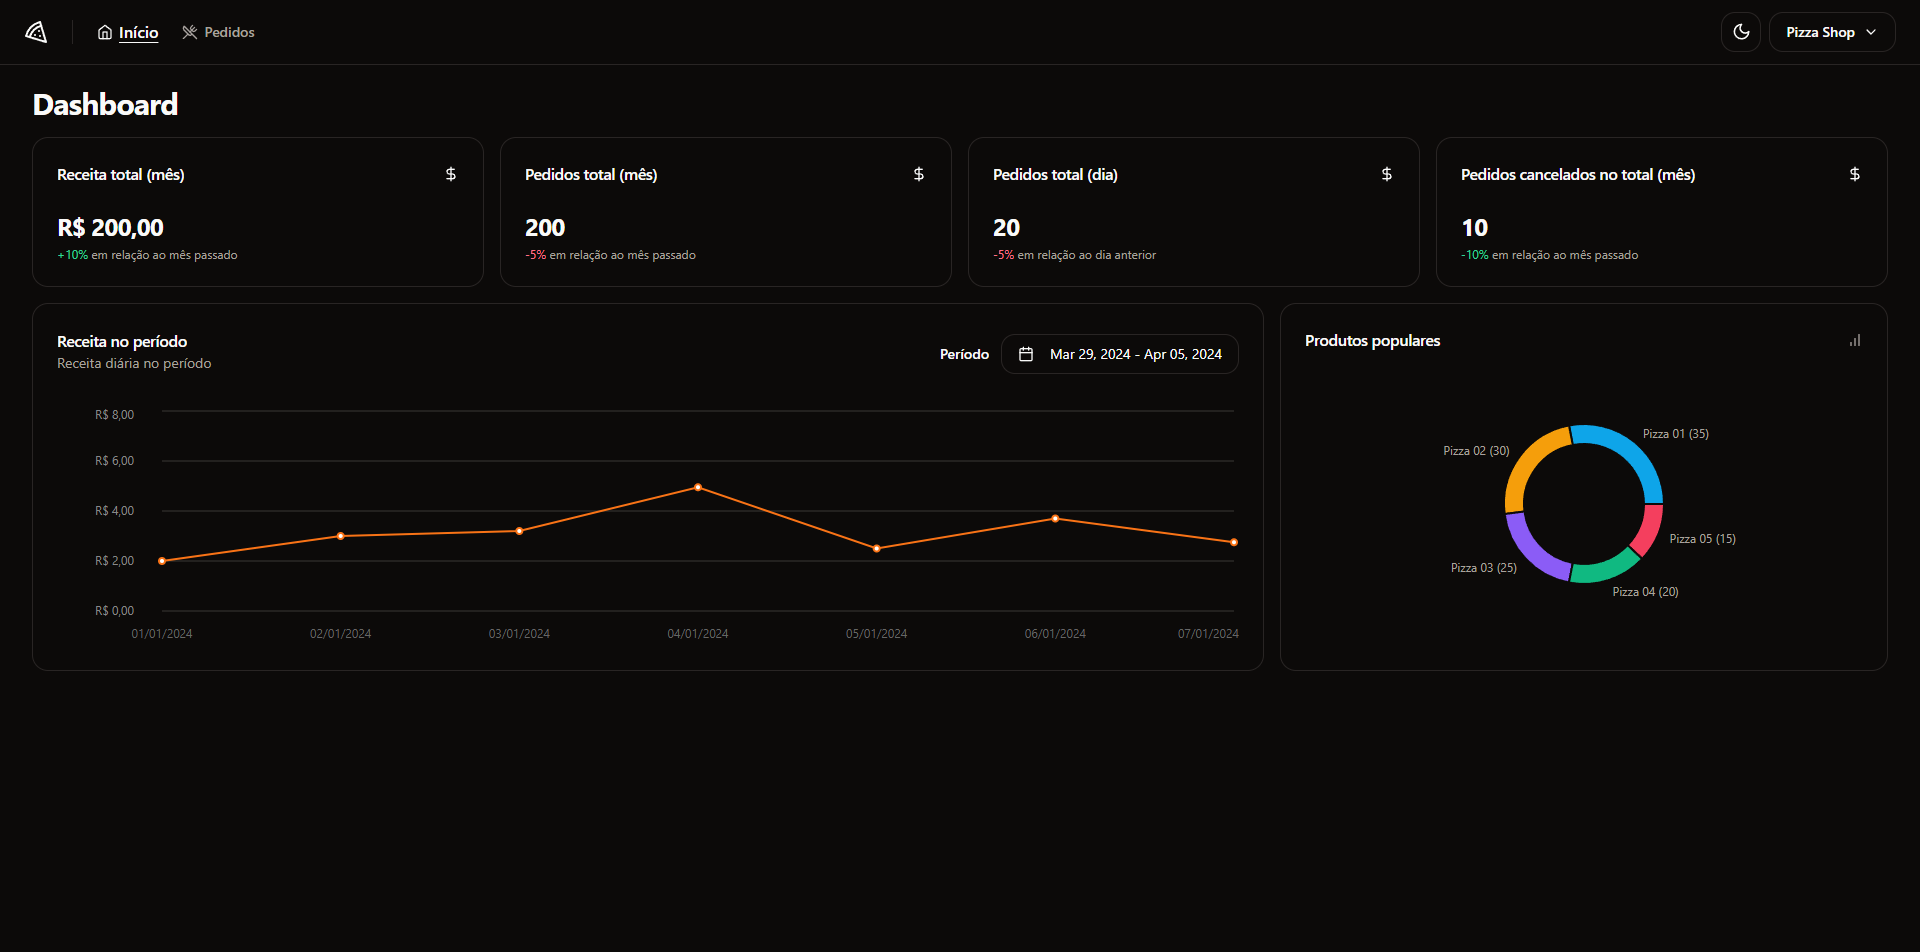 Início
Pedidos
Pizza Shop
Dashboard
Receita total (mês)
$
R$ 200,00
+10% em relação ao mês passado
Pedidos total (mês)
$
200
-5% em relação ao mês passado
Pedidos total (dia)
$
20
-5% em relação ao dia anterior
Pedidos cancelados no total (mês)
$
10
-10% em relação ao mês passado
Receita no período
Receita diária no período
Período
Mar 29, 2024 - Apr 05, 2024
R$ 8,00
R$ 6,00
R$ 4,00
R$ 2,00
R$ 0,00
01/01/2024
02/01/2024
03/01/2024
04/01/2024
05/01/2024
06/01/2024
07/01/2024
Produtos populares
Pizza 01 (35)
Pizza 02 (30)
Pizza 05 (15)
Pizza 03 (25)
Pizza 04 (20)